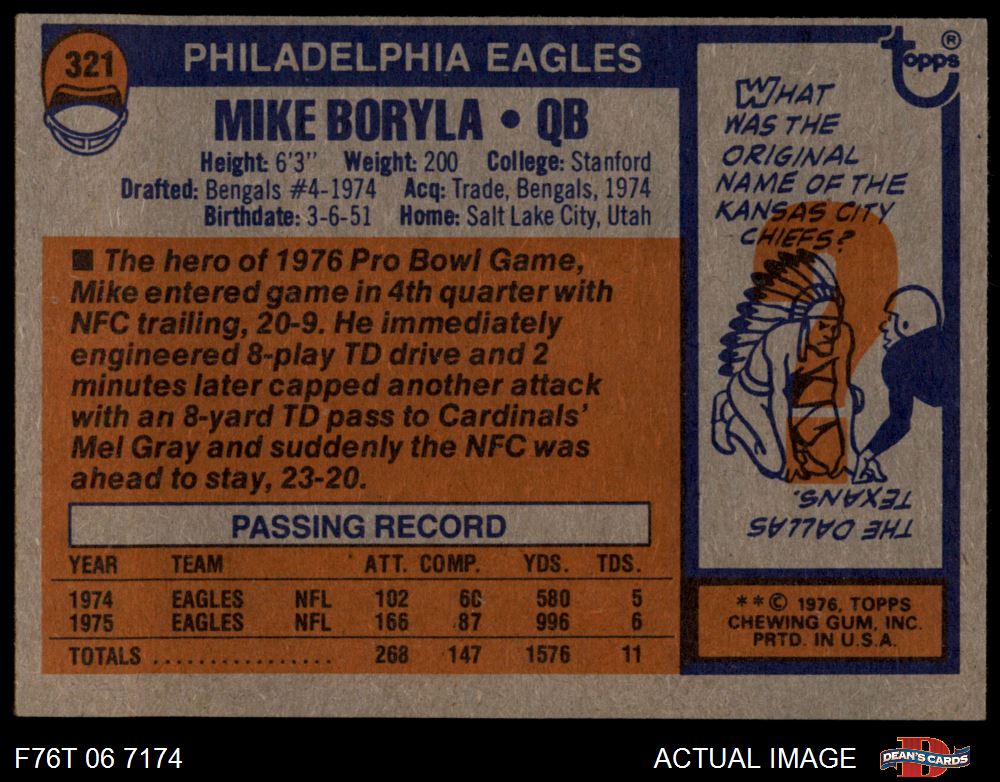 321
PHILADELPHIA EAGLES
MIKE BORYLA • QB
Height: 6'3" Weight: 200 College: Stanford
Drafted: Bengals #4-1974 Acq: Trade, Bengals, 1974
Birthdate: 3-6-51 Home: Salt Lake City, Utah
■ The hero of 1976 Pro Bowl Game,
Mike entered game in 4th quarter with
NFC trailing, 20-9. He immediately
engineered 8-play TD drive and 2
minutes later capped another attack
with an 8-yard TD pass to Cardinals'
Mel Gray and suddenly the NFC was
ahead to stay, 23-20.
PASSING RECORD
YEAR TEAM ATT. COMP. YDS. TDS.
1974 EAGLES NFL 102 60 580 5
1975 EAGLES NFL 166 87 996 6
TOTALS ................ 268 147 1576 11
topps ®
WHAT
WAS THE
ORIGINAL
NAME OF THE
KANSAS CITY
CHIEFS?
THE DALLAS
TEXANS.
**© 1976, TOPPS
CHEWING GUM, INC.
PRTD. IN U.S.A.
F76T 06 7174
ACTUAL IMAGE
DEAN'S CARDS